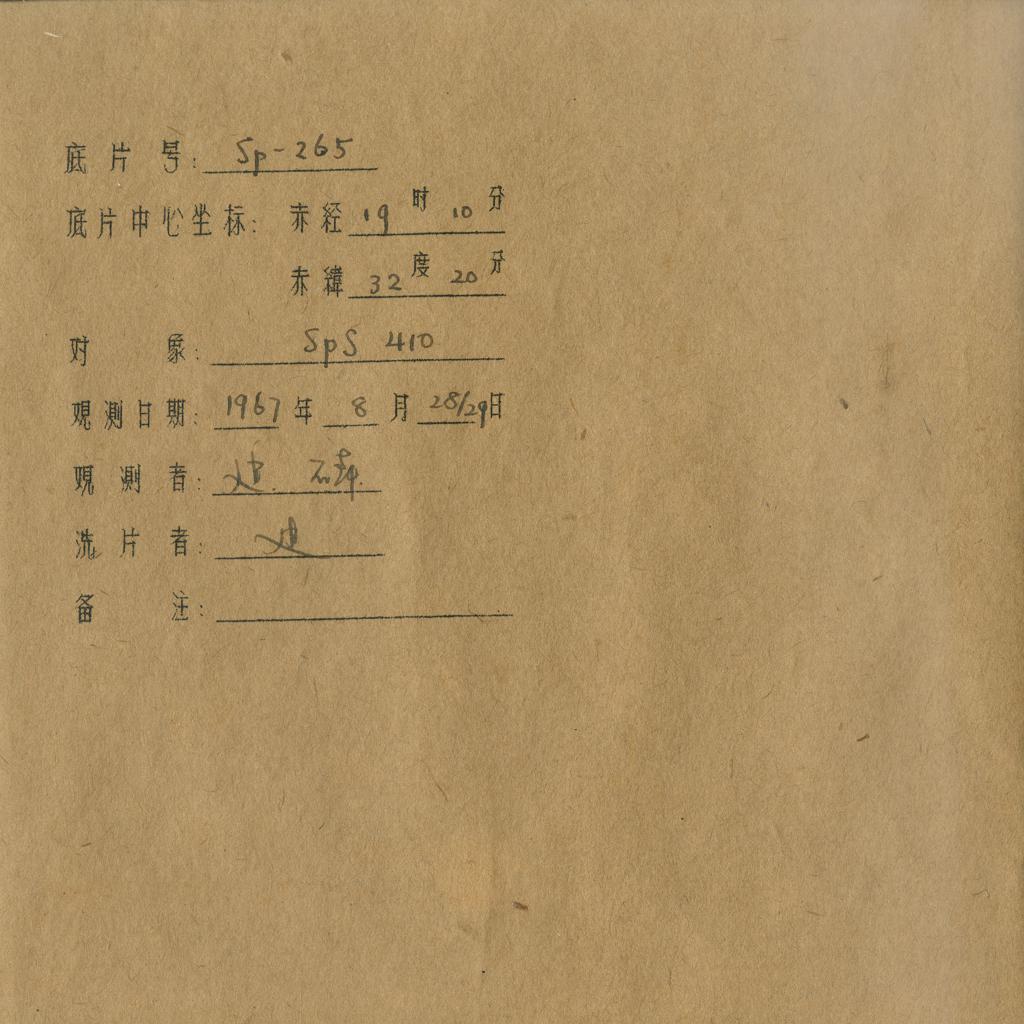 底片号: Sp-265
底片中心坐标: 赤经 19 时 10 分
赤緯 32 度 20 分
对象: SpS 410
观测日期: 1967 年 8 月 28/29 日
观测者:
洗片者:
备注: